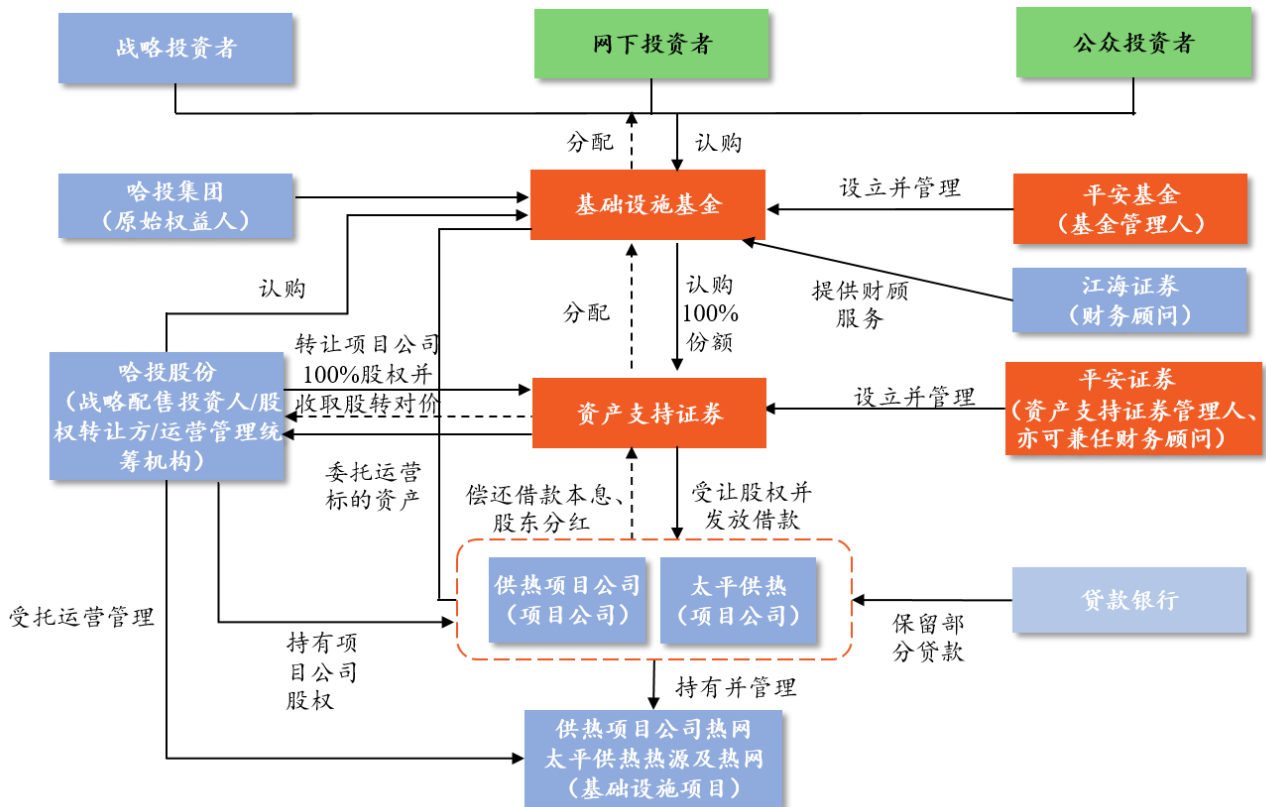 战略投资者
网下投资者
公众投资者
分配
认购
哈投集团
（原始权益人）
基础设施基金
设立并管理
平安基金
（基金管理人）
认购
分配
认购
100%
份额
提供财顾
服务
江海证券
（财务顾问）
转让项目公司
100%股权并
收取股转对价
哈投股份
（战略配售投资人/股
权转让方/运营管理统
筹机构）
资产支持证券
设立并管理
平安证券
（资产支持证券管理人、
亦可兼任财务顾问）
委托运营
标的资产
偿还借款本息、
股东分红
受让股权并
发放借款
供热项目公司
（项目公司）
太平供热
（项目公司）
贷款银行
受托运营管理
持有项
目公司
股权
保留部
分贷款
持有并管理
供热项目公司热网
太平供热热源及热网
（基础设施项目）